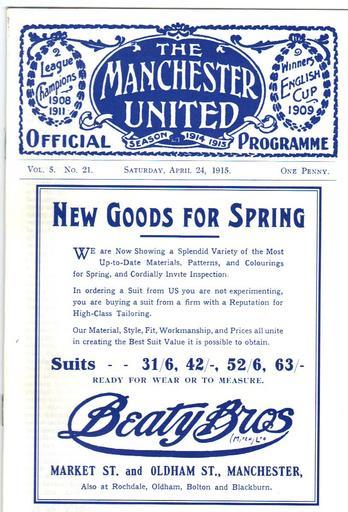 2
League
Champions
1908
1911
THE
MANCHESTER
UNITED
SEASON 1914 1915
2
Winners
ENGLISH
CUP
1909
OFFICIAL PROGRAMME
VOL. 5. No. 21. SATURDAY, APRIL 24, 1915. ONE PENNY.
NEW GOODS FOR SPRING
WE are Now Showing a Splendid Variety of the Most
Up-to-Date Materials, Patterns, and Colourings
for Spring, and Cordially Invite Inspection.
In ordering a Suit from US you are not experimenting,
you are buying a suit from a firm with a Reputation for
High-Class Tailoring.
Our Material, Style, Fit, Workmanship, and Prices all unite
in creating the Best Suit Value it is possible to obtain.
Suits - - 31/6, 42/-, 52/6, 63/-
READY FOR WEAR OR TO MEASURE.
Beaty Bros
MARKET ST. and OLDHAM ST., MANCHESTER,
Also at Rochdale, Oldham, Bolton and Blackburn.